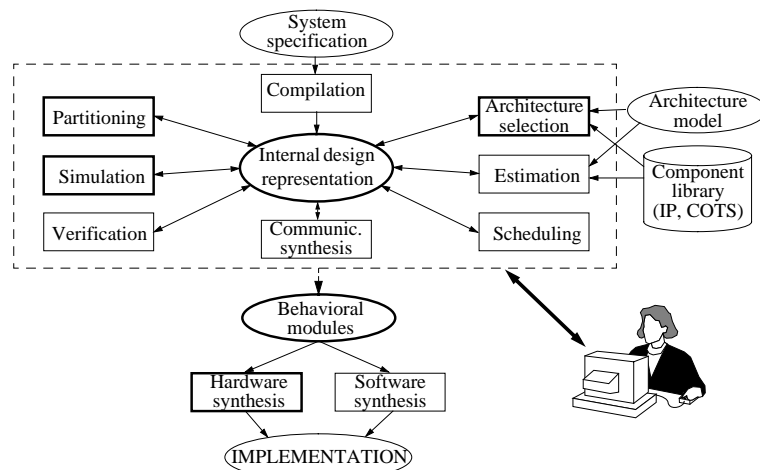 System
specification
Compilation
Partitioning
Architecture
selection
Architecture
model
Internal design
representation
Simulation
Estimation
Component
library
(IP, COTS)
Verification
Communic.
synthesis
Scheduling
Behavioral
modules
Hardware
synthesis
Software
synthesis
IMPLEMENTATION